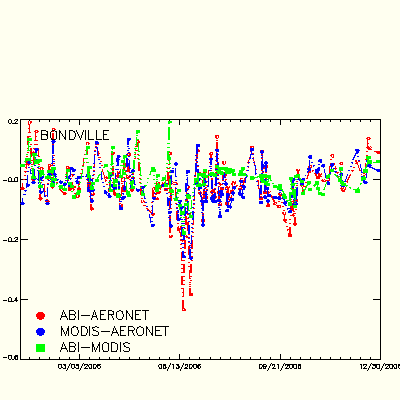 0.2
BONDVILLE
-0.0
-0.2
-0.4
-0.6
ABI-AERONET
MODIS-AERONET
ABI-MODIS
03/03/2006 05/13/2006 09/21/2006 12/30/2006